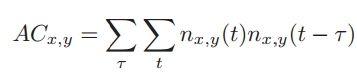 AC_{x,y} = \sum_{\tau} \sum_{t} n_{x,y}(t) n_{x,y}(t - \tau)